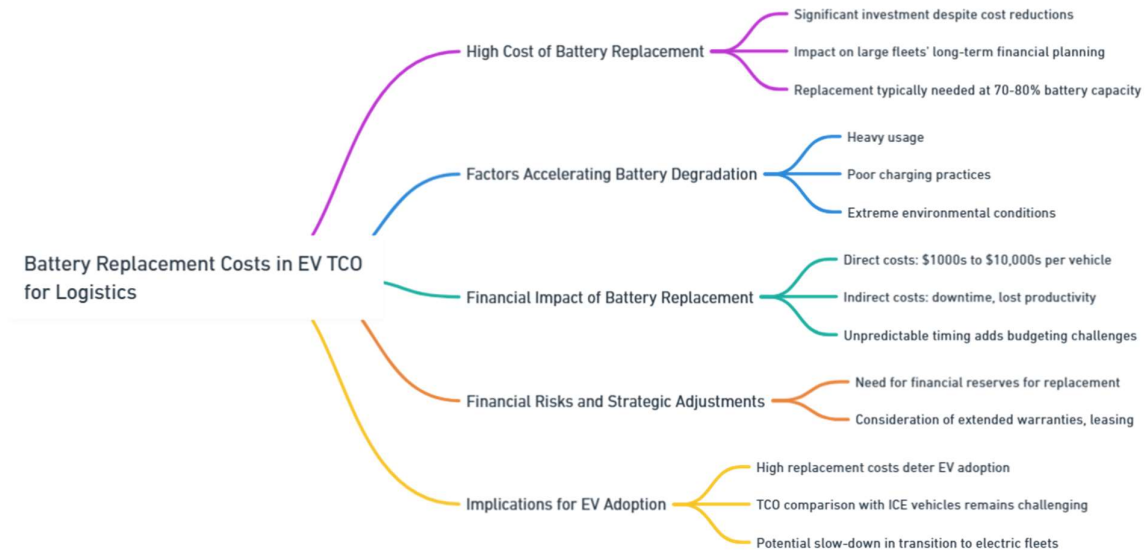 Battery Replacement Costs in EV TCO
for Logistics
High Cost of Battery Replacement
Significant investment despite cost reductions
Impact on large fleets' long-term financial planning
Replacement typically needed at 70-80% battery capacity
Factors Accelerating Battery Degradation
Heavy usage
Poor charging practices
Extreme environmental conditions
Financial Impact of Battery Replacement
Direct costs: $1000s to $10,000s per vehicle
Indirect costs: downtime, lost productivity
Unpredictable timing adds budgeting challenges
Financial Risks and Strategic Adjustments
Need for financial reserves for replacement
Consideration of extended warranties, leasing
Implications for EV Adoption
High replacement costs deter EV adoption
TCO comparison with ICE vehicles remains challenging
Potential slow-down in transition to electric fleets